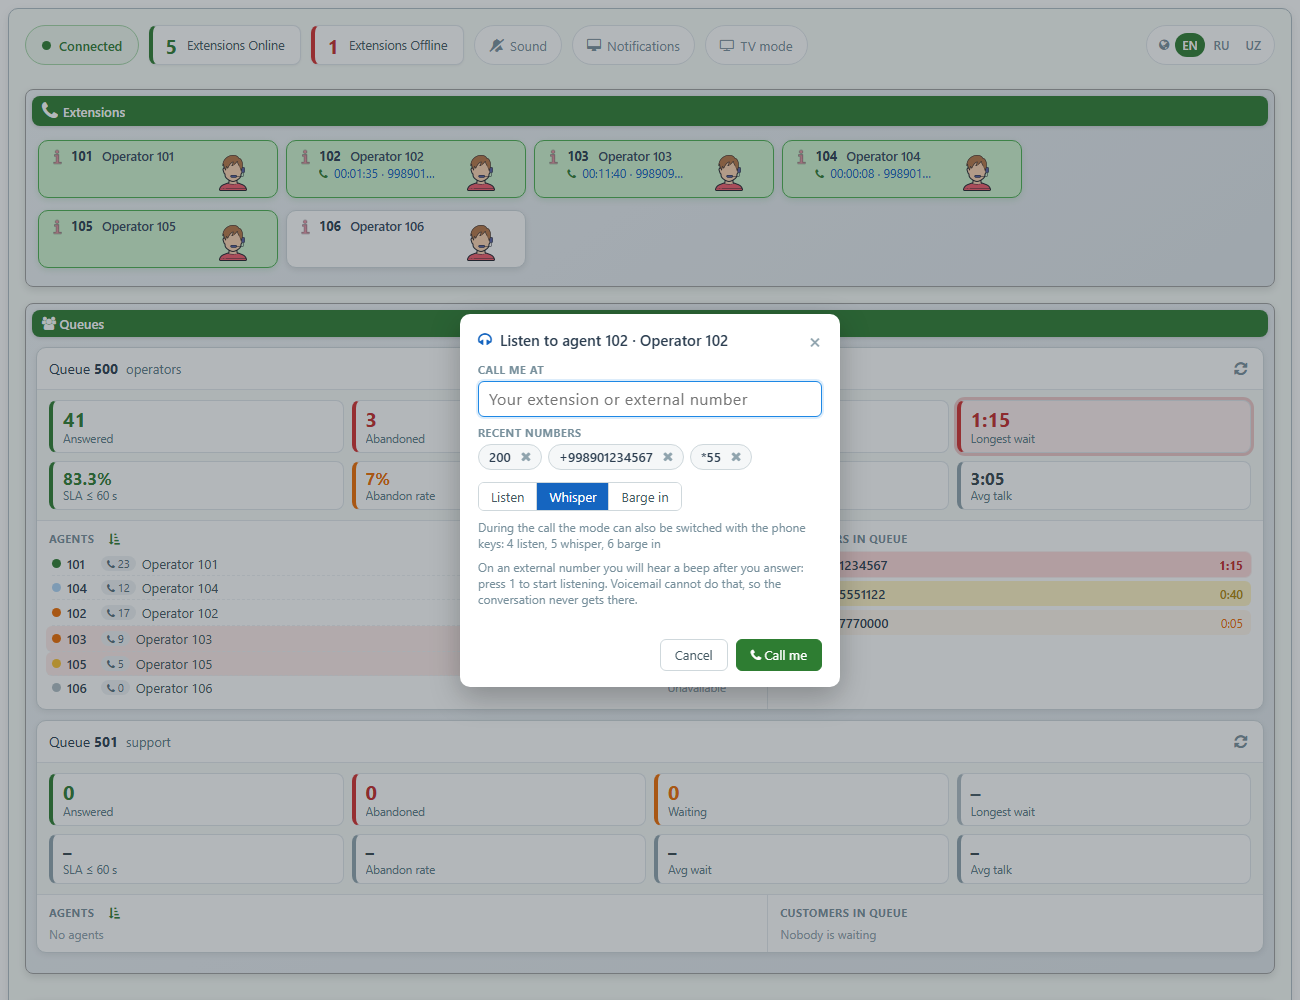 Connected
5 Extensions Online
1 Extensions Offline
Sound
Notifications
TV mode
EN RU UZ
Extensions
101 Operator 101
102 Operator 102
00:01:35 · 998901...
103 Operator 103
00:11:40 · 998909...
104 Operator 104
00:00:08 · 998901...
105 Operator 105
106 Operator 106
Queues
Queue 500 operators
41
Answered
3
Abandoned
1:15
Longest wait
83.3%
SLA ≤ 60 s
7%
Abandon rate
3:05
Avg talk
AGENTS
101 23 Operator 101
104 12 Operator 104
102 17 Operator 102
103 9 Operator 103
105 5 Operator 105
106 0 Operator 106
Unavailable
S IN QUEUE
1234567 1:15
5551122 0:40
7770000 0:05
Listen to agent 102 · Operator 102
×
CALL ME AT
Your extension or external number
RECENT NUMBERS
200 ×
+998901234567 ×
*55 ×
Listen Whisper Barge in
During the call the mode can also be switched with the phone
keys: 4 listen, 5 whisper, 6 barge in
On an external number you will hear a beep after you answer:
press 1 to start listening. Voicemail cannot do that, so the
conversation never gets there.
Cancel
Call me
Queue 501 support
0
Answered
0
Abandoned
0
Waiting
–
Longest wait
–
SLA ≤ 60 s
–
Abandon rate
–
Avg wait
–
Avg talk
AGENTS
No agents
CUSTOMERS IN QUEUE
Nobody is waiting